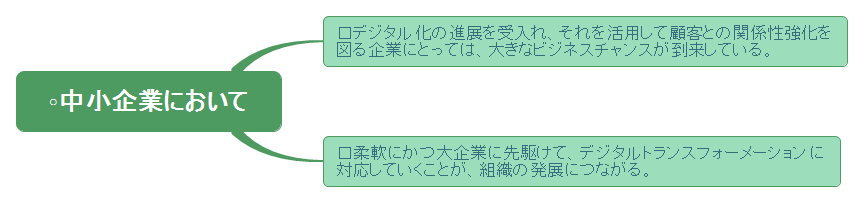 ◦中小企業において
□デジタル化の進展を受入れ、それを活用して顧客との関係性強化を
図る企業にとっては、大きなビジネスチャンスが到来している。
□柔軟にかつ大企業に先駆けて、デジタルトランスフォーメーションに
対応していくことが、組織の発展につながる。